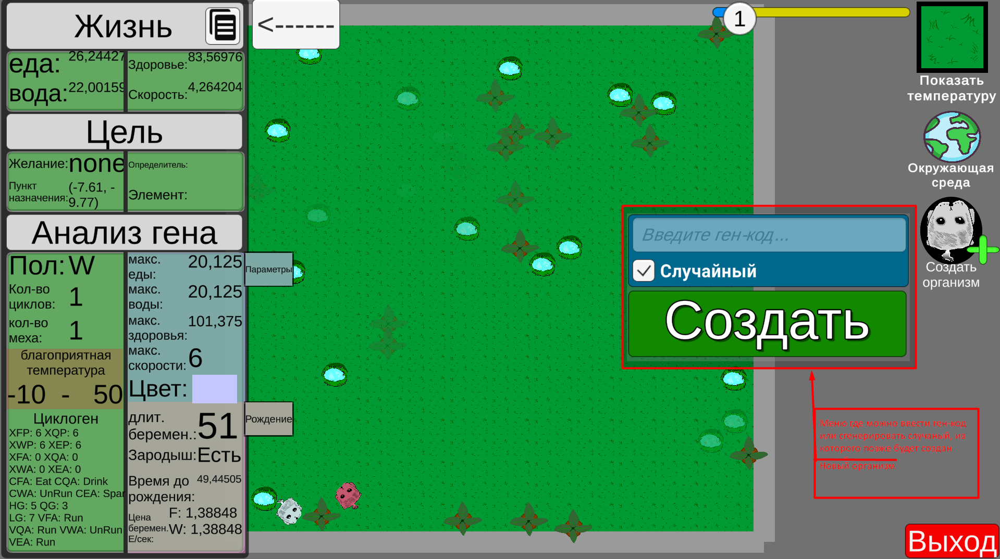 Жизнь
еда: 26,24427
вода: 22,00159
Здоровье: 83,56976
Скорость: 4,264204
Цель
Желание: none
Пункт
назначения: (-7.61, -
9.77)
Определитель:
Элемент:
Анализ гена
Пол: W
Кол-во
циклов: 1
кол-во
меха: 1
благоприятная
температура
-10 - 50
Циклоген
XFP: 6 XQP: 6
XWP: 6 XEP: 6
XFA: 0 XQA: 0
XWA: 0 XEA: 0
CFA: Eat CQA: Drink
CWA: UnRun CEA: Spar
HG: 5 QG: 3
LG: 7 VFA: Run
VQA: Run VWA: UnRun
VEA: Run
макс.
еды: 20,125
макс.
воды: 20,125
макс.
здоровья: 101,375
макс.
скорости: 6
Цвет:
длит.
беремен.: 51
Зародыш: Есть
Время до
рождения: 49,44505
Цена
беремен.
Е/сек:
F: 1,38848
W: 1,38848
Параметры
Рождение
<------
1
Показать
температуру
Окружающая
среда
Создать
организм
Введите ген-код...
Случайный
Создать
Меню где можно ввести ген-код
или сгенерировать случаный, из
которого позже будет создан
Новый организм
Выход